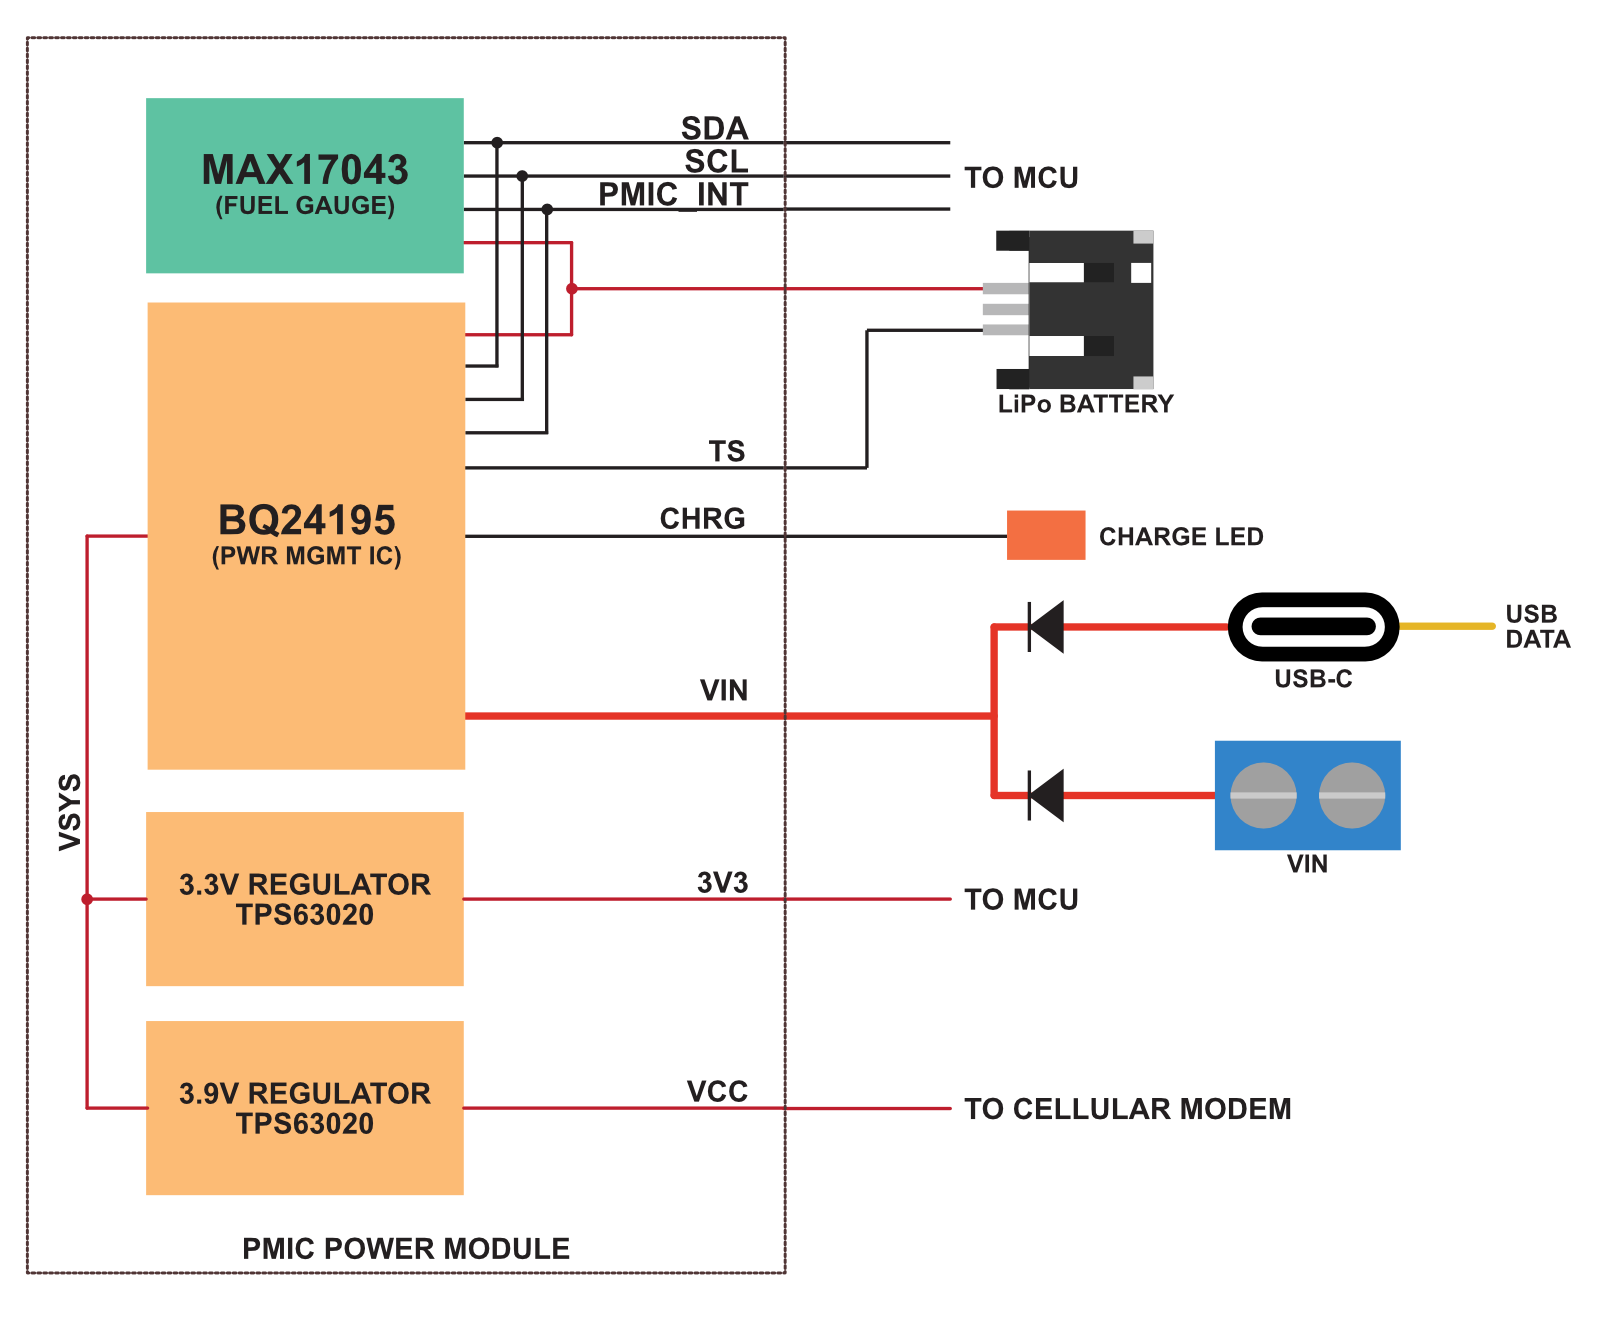 SDA
SCL
PMIC_INT
TO MCU
MAX17043
(FUEL GAUGE)
LiPo BATTERY
TS
BQ24195
(PWR MGMT IC)
CHRG
CHARGE LED
USB
DATA
USB-C
VIN
VIN
VSYS
3.3V REGULATOR
TPS63020
3V3
TO MCU
3.9V REGULATOR
TPS63020
VCC
TO CELLULAR MODEM
PMIC POWER MODULE